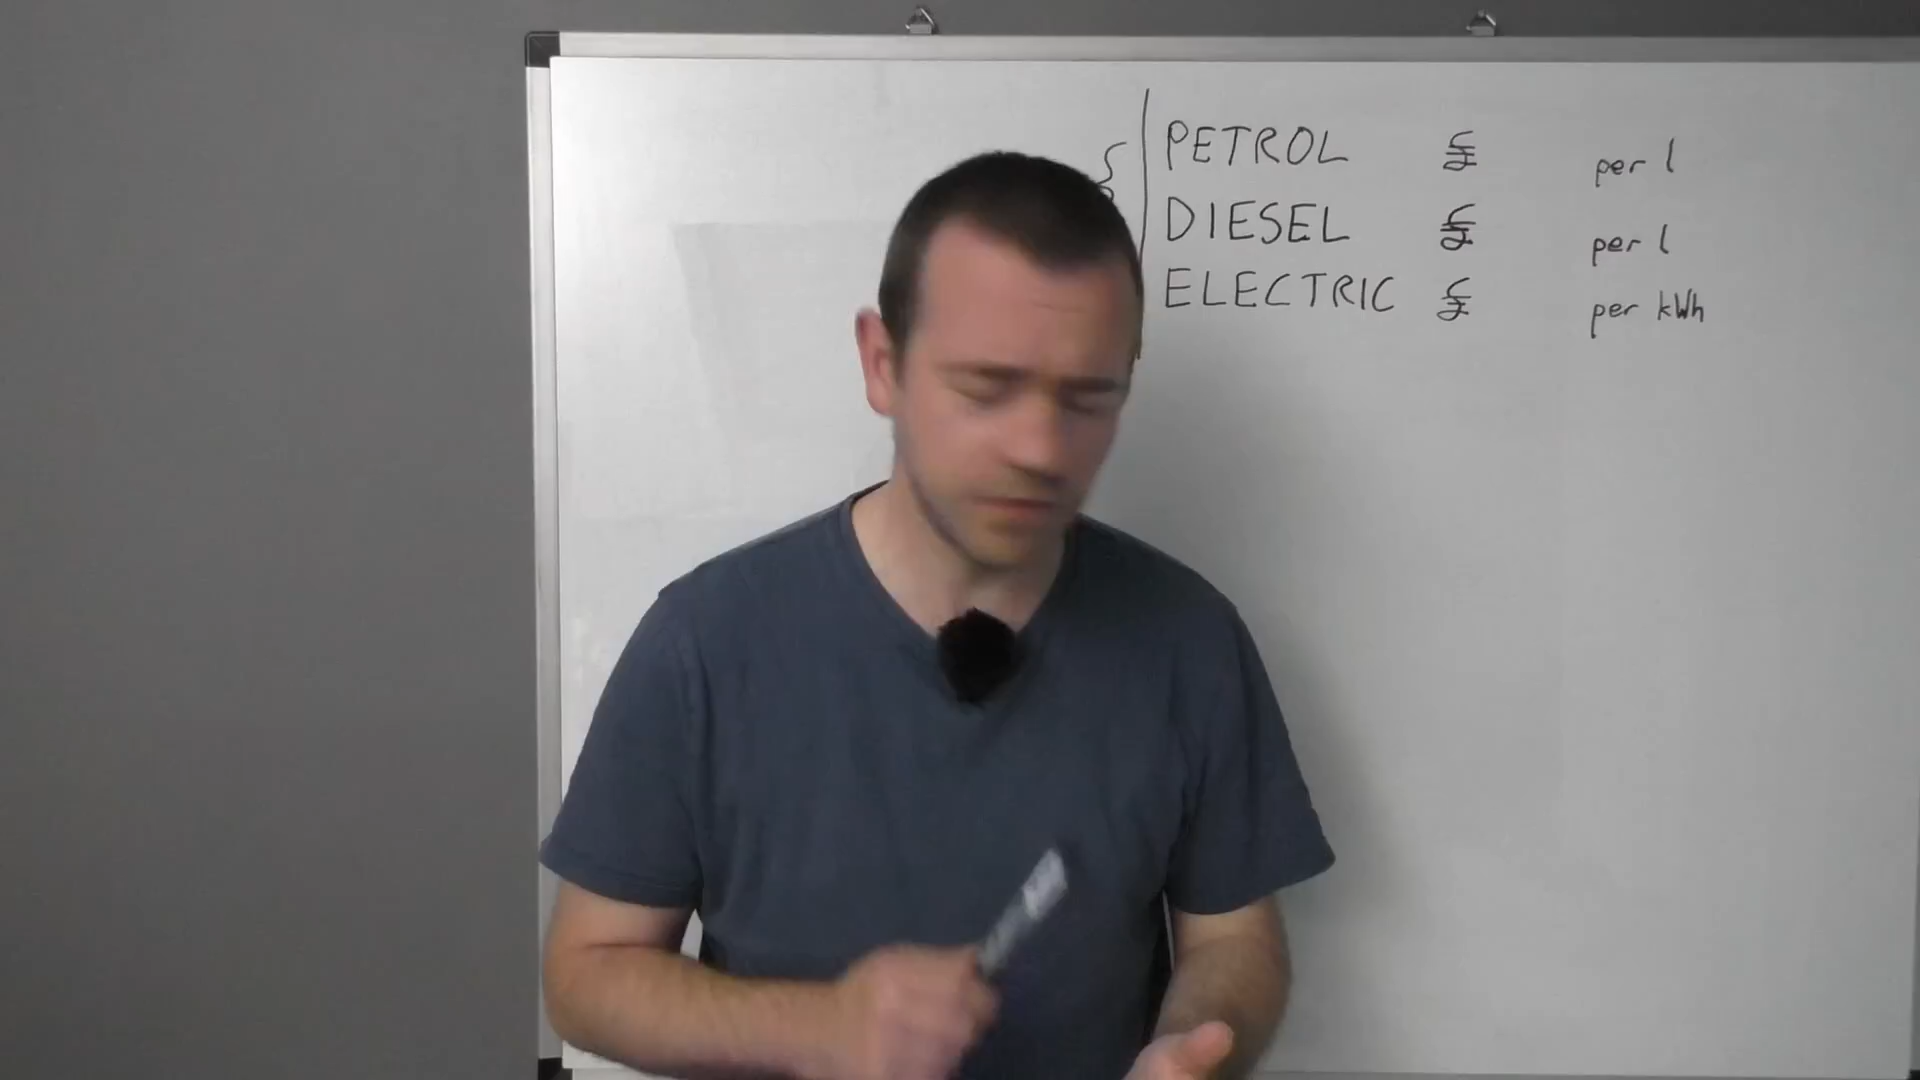 PETROL £ per l
DIESEL £ per l
ELECTRIC £ per kWh